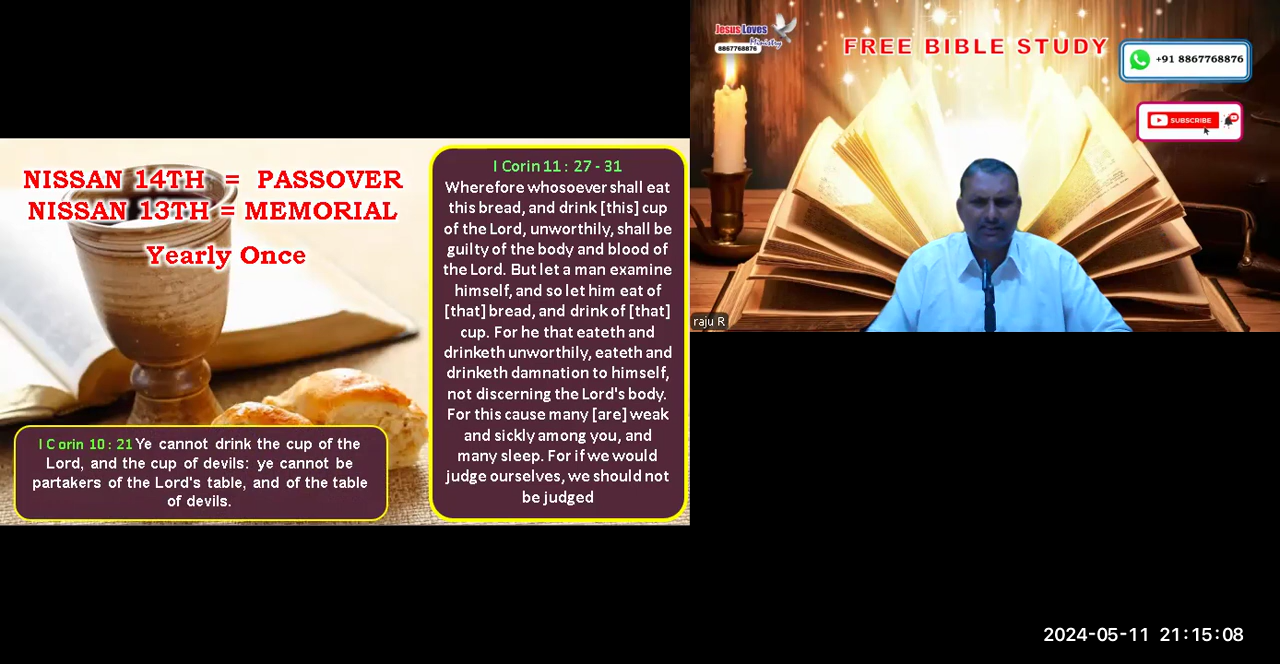 NISSAN 14TH = PASSOVER
NISSAN 13TH = MEMORIAL
Yearly Once
I Corin 10 : 21 Ye cannot drink the cup of the
Lord, and the cup of devils: ye cannot be
partakers of the Lord's table, and of the table
of devils.
I Corin 11 : 27 - 31
Wherefore whosoever shall eat
this bread, and drink [this] cup
of the Lord, unworthily, shall be
guilty of the body and blood of
the Lord. But let a man examine
himself, and so let him eat of
[that] bread, and drink of [that]
cup. For he that eateth and
drinketh unworthily, eateth and
drinketh damnation to himself,
not discerning the Lord's body.
For this cause many [are] weak
and sickly among you, and
many sleep. For if we would
judge ourselves, we should not
be judged
Jesus Loves
Ministry
8867768876
FREE BIBLE STUDY
+91 8867768876
SUBSCRIBE
raju R
2024-05-11 21:15:08